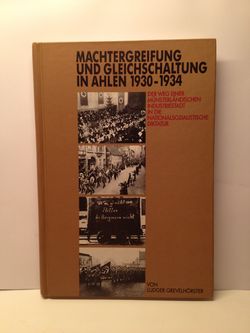 MACHTERGREIFUNG
UND GLEICHSCHALTUNG
IN AHLEN 1930-1934
DER WEG EINER
MÜNSTERLÄNDISCHEN
INDUSTRIESTADT
IN DIE
NATIONALSOZIALISTISCHE
DIKTATUR
Hitler
VON
LUDGER GREVELHÖRSTER